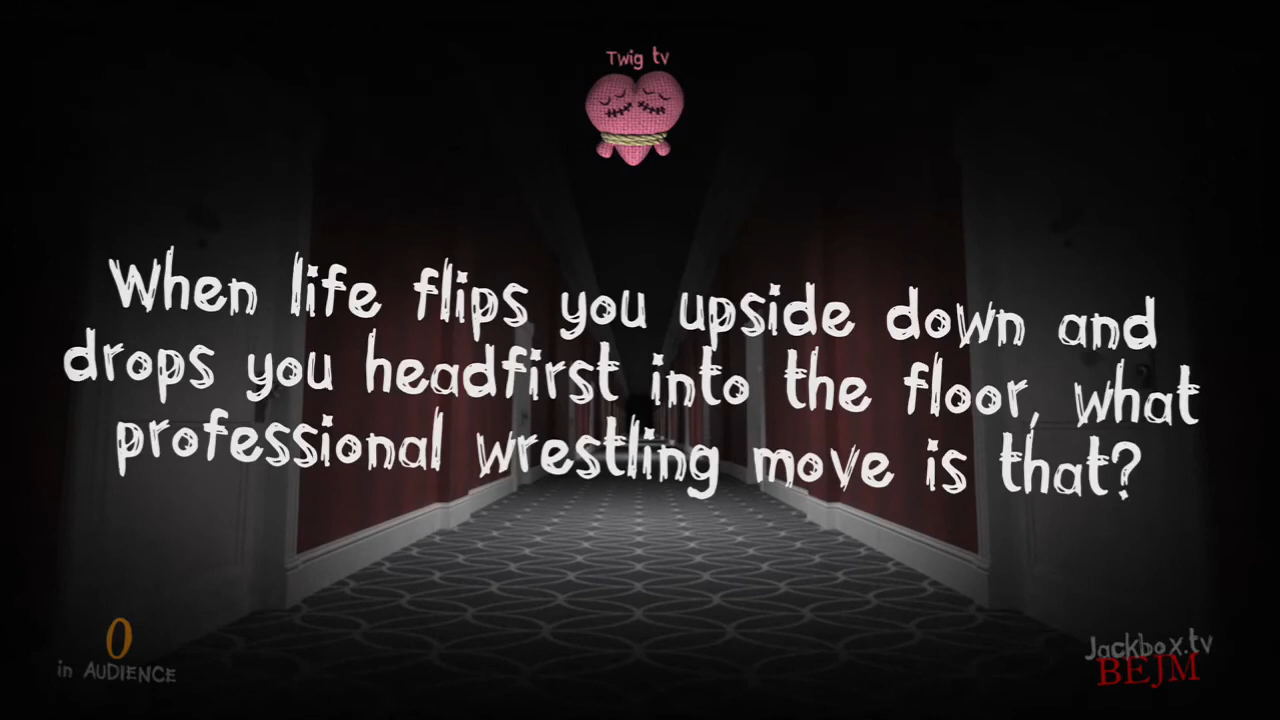 Twig tv
When life flips you upside down and
drops you headfirst into the floor, what
professional wrestling move is that?
0
in AUDIENCE
Jackbox.tv
BEJM